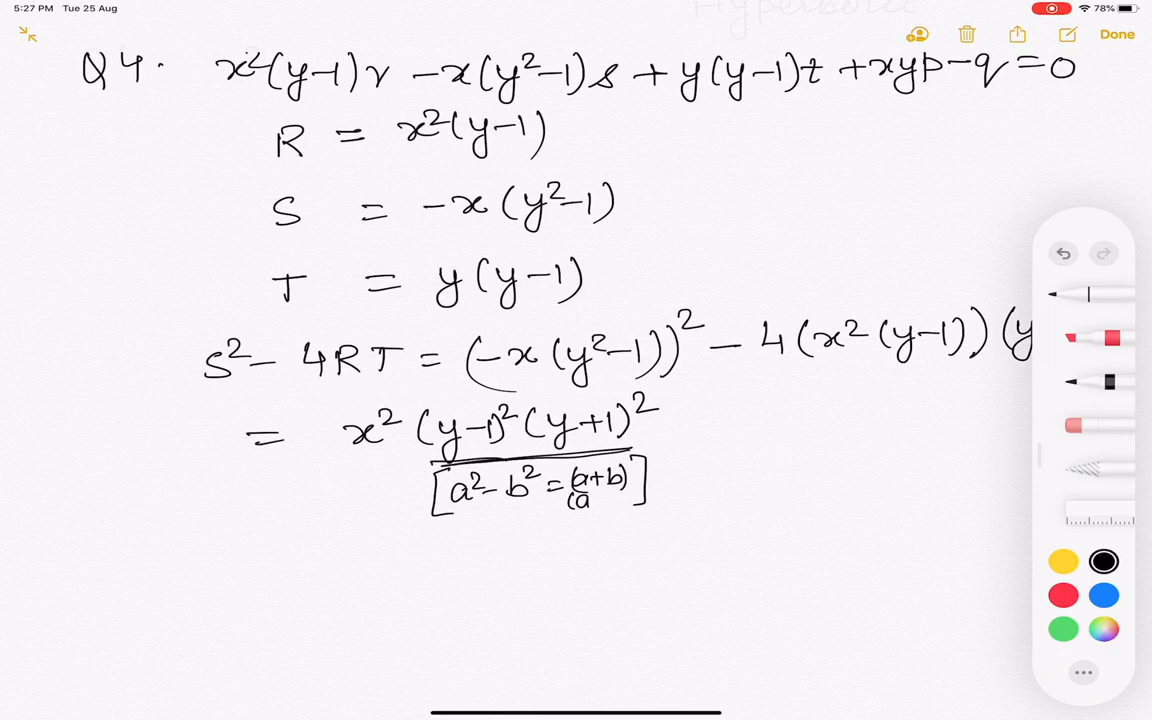 5:27 PM Tue 25 Aug 78%
Hyperbolic
Done
Q4. x²(y-1)r -x(y²-1)s + y(y-1)t +xyp-q=0
R = x²(y-1)
S = -x(y²-1)
T = y(y-1)
S²- 4RT = (-x(y²-1))² - 4(x²(y-1))(y
= x²(y-1)²(y+1)²
[a²-b²=(a+b)]
(a